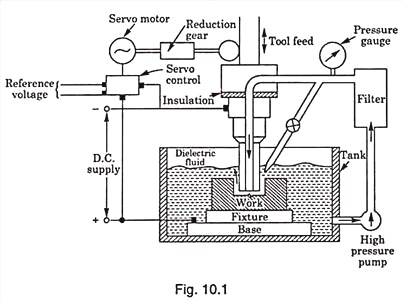 Servo motor
Reduction
gear
Pressure
gauge
Tool feed
Servo
control
Reference
voltage
Insulation
Filter
−
D.C.
supply
Dielectric
fluid
Tank
Work
Fixture
+
Base
High
pressure
pump
Fig. 10.1